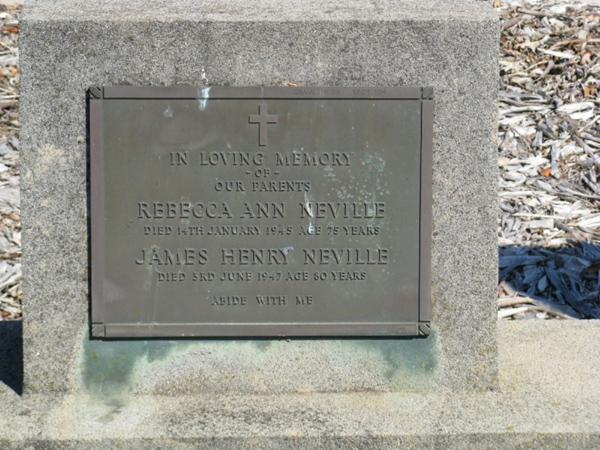 IN LOVING MEMORY
- OF -
OUR PARENTS
REBECCA ANN NEVILLE
DIED 14TH JANUARY 1945 AGE 75 YEARS
JAMES HENRY NEVILLE
DIED 3RD JUNE 1947 AGE 80 YEARS
ABIDE WITH ME